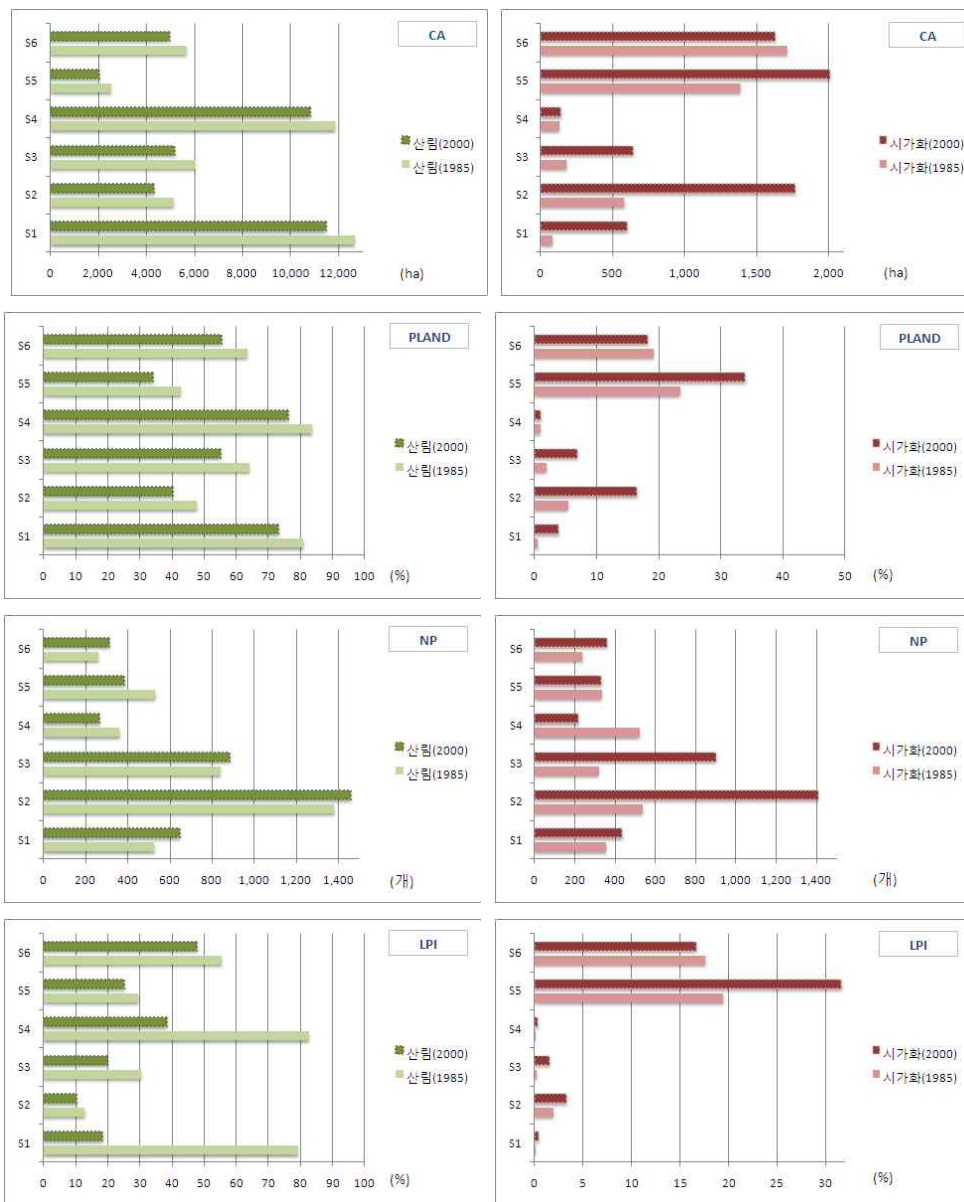 CA
S6
S5
S4
S3
S2
S1
산림(2000)
산림(1985)
0 2,000 4,000 6,000 8,000 10,000 12,000 (ha)
CA
S6
S5
S4
S3
S2
S1
시가화(2000)
시가화(1985)
0 500 1,000 1,500 2,000 (ha)
PLAND
S6
S5
S4
S3
S2
S1
산림(2000)
산림(1985)
0 10 20 30 40 50 60 70 80 90 100 (%)
PLAND
S6
S5
S4
S3
S2
S1
시가화(2000)
시가화(1985)
0 10 20 30 40 50 (%)
NP
S6
S5
S4
S3
S2
S1
산림(2000)
산림(1985)
0 200 400 600 800 1,000 1,200 1,400 (개)
NP
S6
S5
S4
S3
S2
S1
시가화(2000)
시가화(1985)
0 200 400 600 800 1,000 1,200 1,400 (개)
LPI
S6
S5
S4
S3
S2
S1
산림(2000)
산림(1985)
0 10 20 30 40 50 60 70 80 90 100 (%)
LPI
S6
S5
S4
S3
S2
S1
시가화(2000)
시가화(1985)
0 5 10 15 20 25 30 (%)